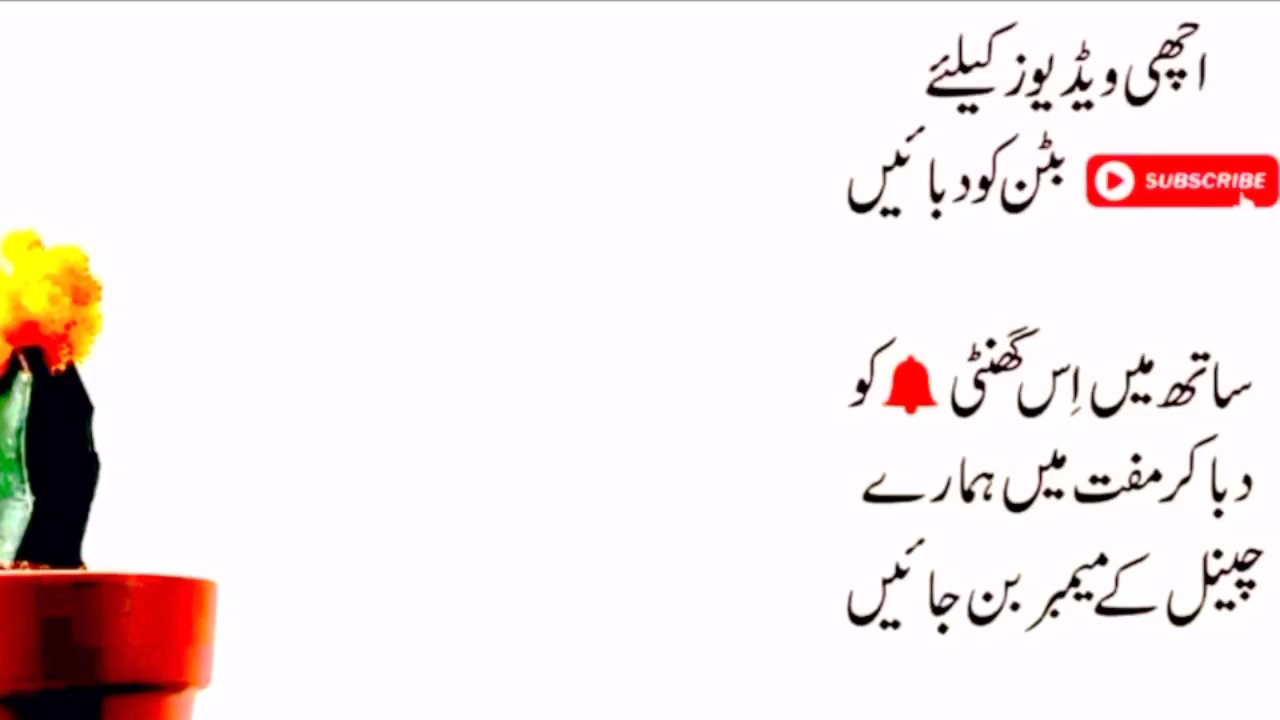 اچھی ویڈیوز کیلئے
SUBSCRIBE بٹن کو دبائیں
ساتھ میں اِس گھنٹی کو
دبا کر مفت میں ہمارے
چینل کے میمبر بن جائیں